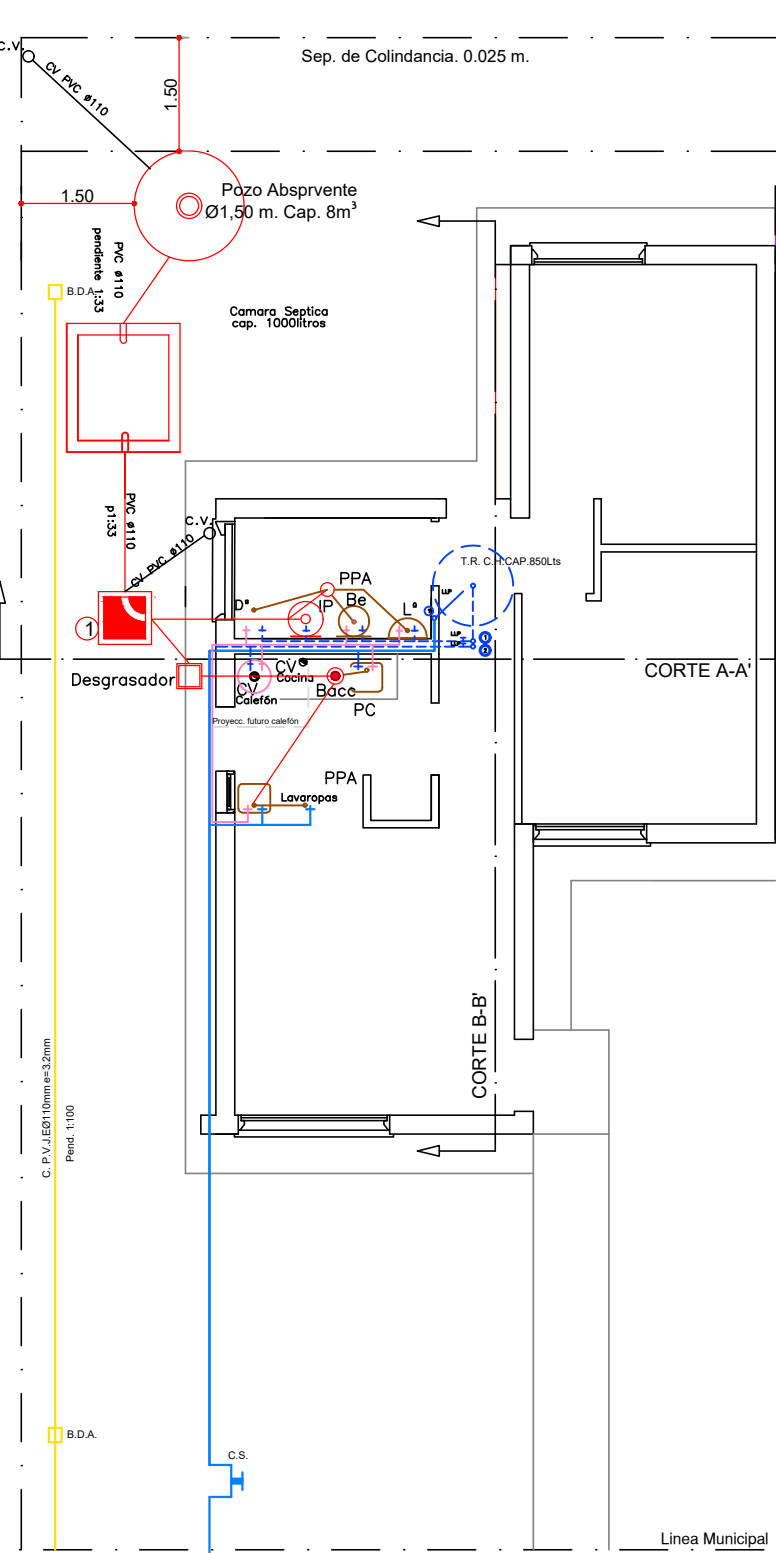 c.v.
Sep. de Colindancia. 0.025 m.
CV PVC ø110
1.50
1.50
Pozo Absprvente
Ø1,50 m. Cap. 8m³
PVC ø110
pendiente 1:33
B.D.A.
Camara Septica
cap. 1000litros
PVC ø110
p1:33
c.v.
CV PVC ø110
T.R. C.H.CAP.850Lts
PPA
D°
IP
Be
L°
1
1
2
CORTE A-A'
Desgrasador
CV
Cocina
CV
Calefón
Bacc
PC
Proyecc. futuro calefón
PPA
Lavaropas
CORTE B-B'
C. P.V.J.EØ110mm e=3.2mm
Pend. 1:100
B.D.A.
C.S.
Linea Municipal